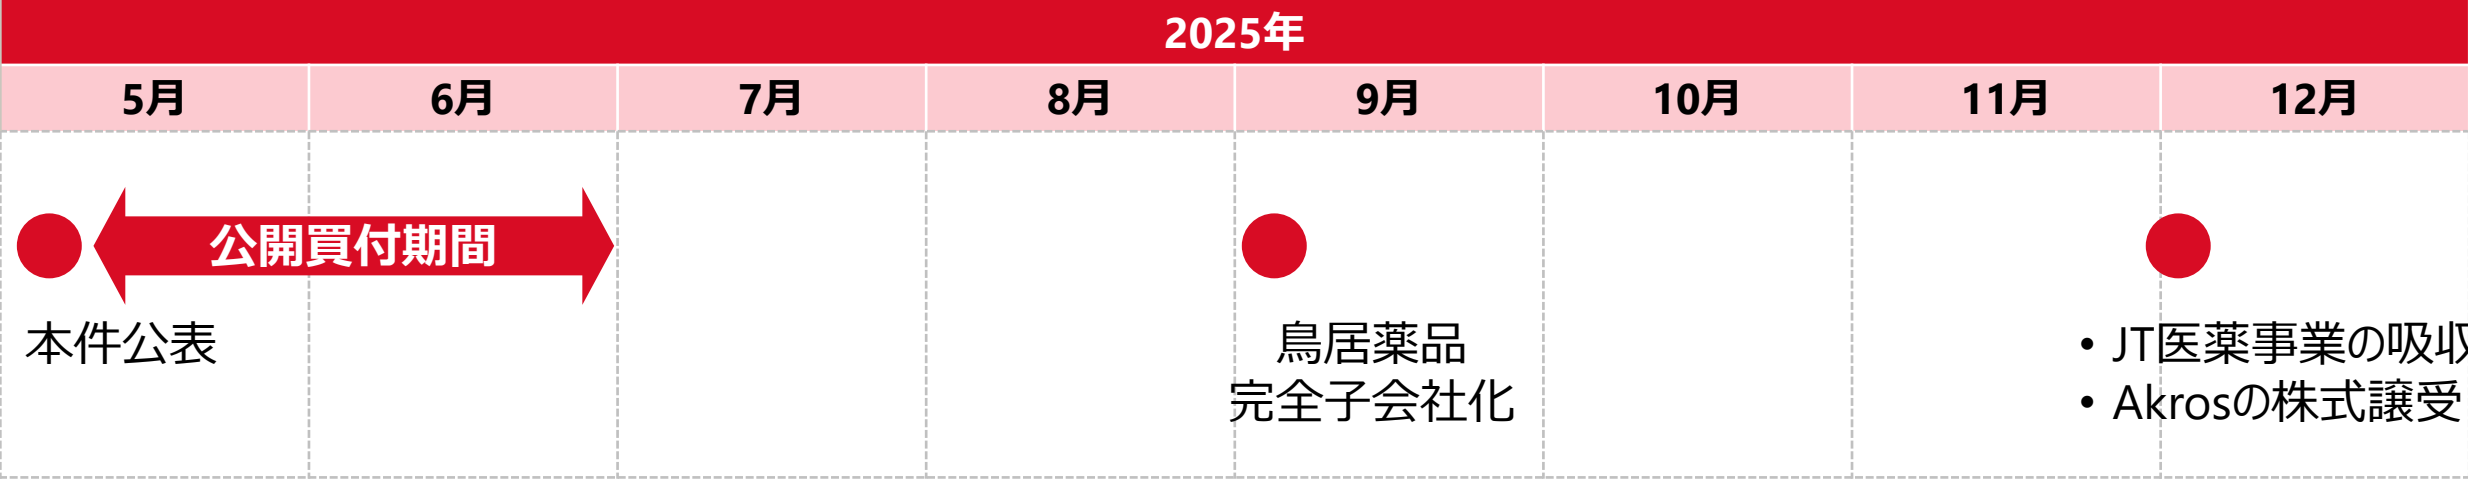 2025年
5月 6月 7月 8月 9月 10月 11月 12月
公開買付期間
本件公表
鳥居薬品
完全子会社化
• JT医薬事業の吸収
• Akrosの株式譲受